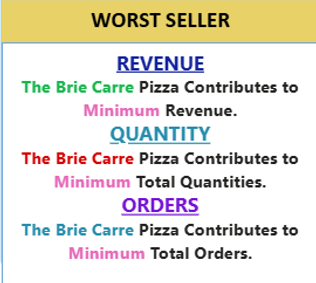 WORST SELLER
REVENUE
The Brie Carre Pizza Contributes to
Minimum Revenue.
QUANTITY
The Brie Carre Pizza Contributes to
Minimum Total Quantities.
ORDERS
The Brie Carre Pizza Contributes to
Minimum Total Orders.